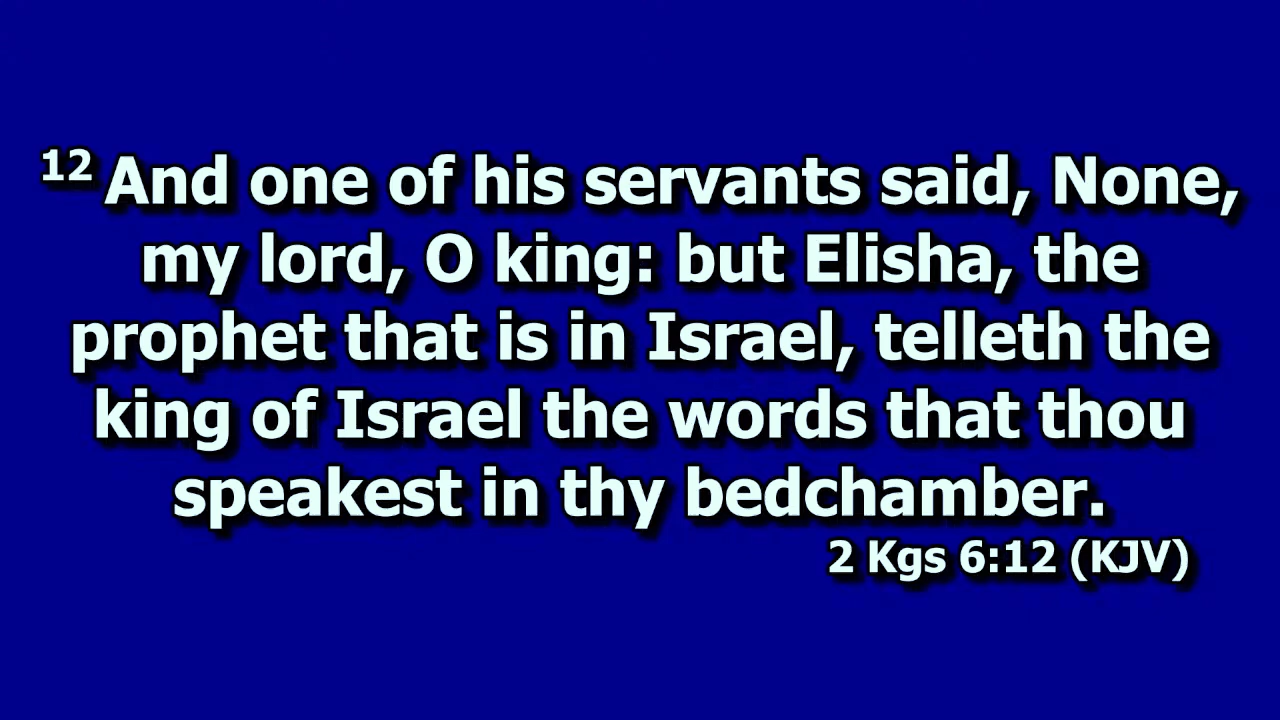 12 And one of his servants said, None,
my lord, O king: but Elisha, the
prophet that is in Israel, telleth the
king of Israel the words that thou
speakest in thy bedchamber.
2 Kgs 6:12 (KJV)